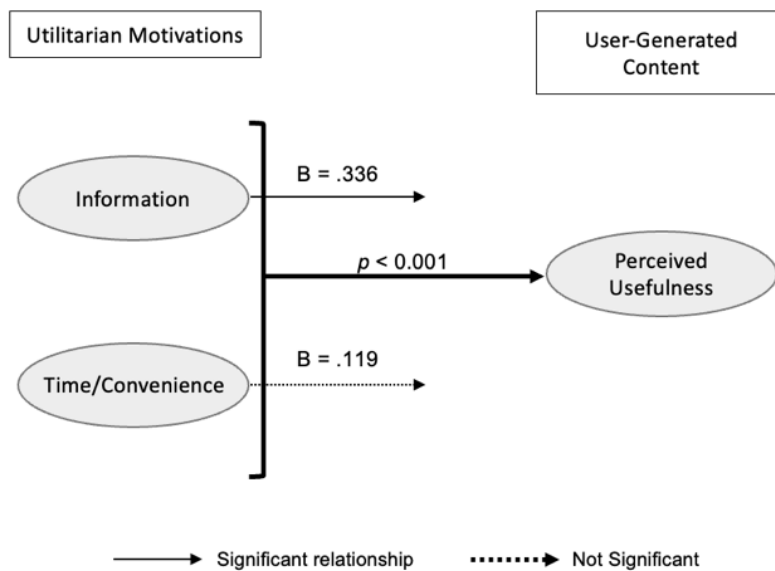 Utilitarian Motivations
User-Generated
Content
B = .336
Information
p < 0.001
Perceived
Usefulness
B = .119
Time/Convenience
Significant relationship
Not Significant